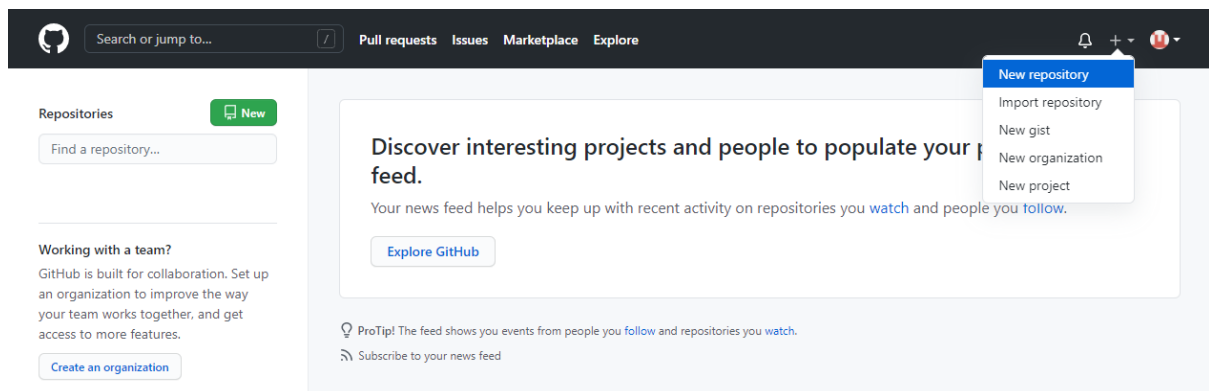 Search or jump to...
/
Pull requests Issues Marketplace Explore
New repository
Import repository
New gist
New organization
New project
Repositories
New
Find a repository...
Working with a team?
GitHub is built for collaboration. Set up
an organization to improve the way
your team works together, and get
access to more features.
Create an organization
Discover interesting projects and people to populate your
feed.
Your news feed helps you keep up with recent activity on repositories you watch and people you follow.
Explore GitHub
ProTip! The feed shows you events from people you follow and repositories you watch.
Subscribe to your news feed